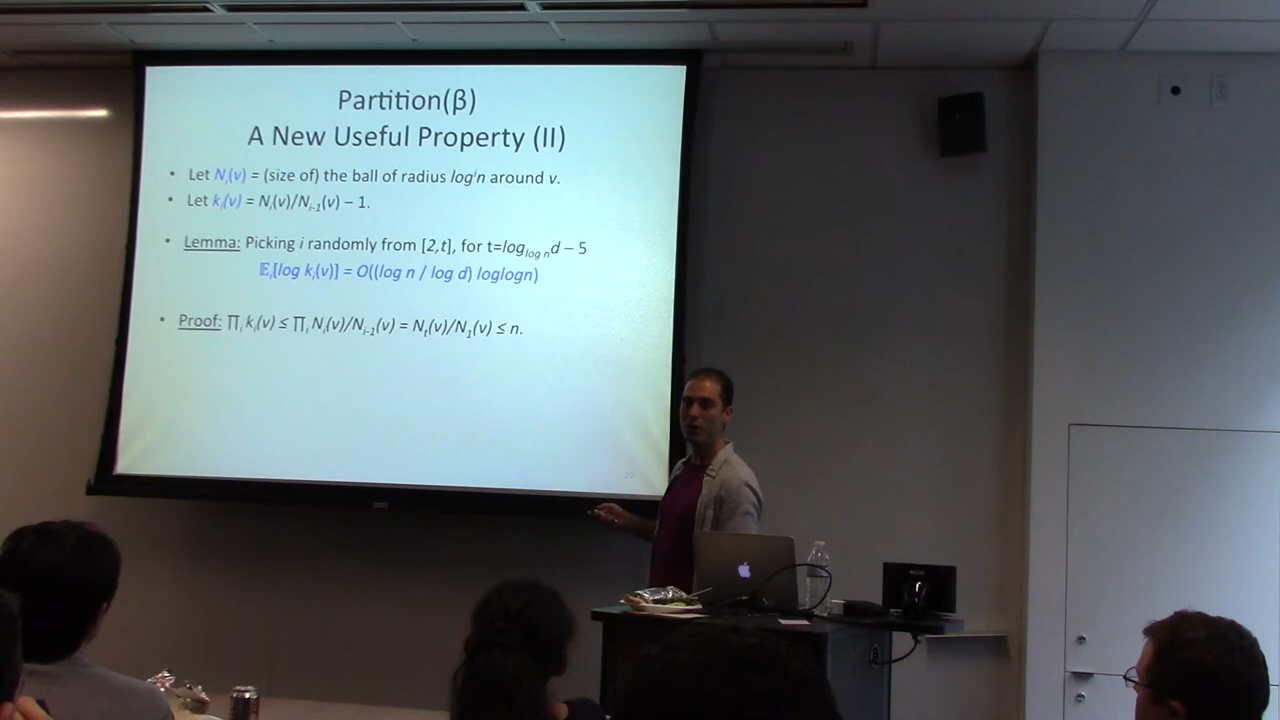 Partition(β)
A New Useful Property (II)
• Let Nᵢ(v) = (size of) the ball of radius logⁱn around v.
• Let kᵢ(v) = Nᵢ(v)/Nᵢ₋₁(v) – 1.
• Lemma: Picking i randomly from [2,t], for t=log_{log n}d – 5
𝔼ᵢ[log kᵢ(v)] = O((log n / log d) loglogn)
• Proof: ∏ᵢ kᵢ(v) ≤ ∏ᵢ Nᵢ(v)/Nᵢ₋₁(v) = Nₜ(v)/N₁(v) ≤ n.